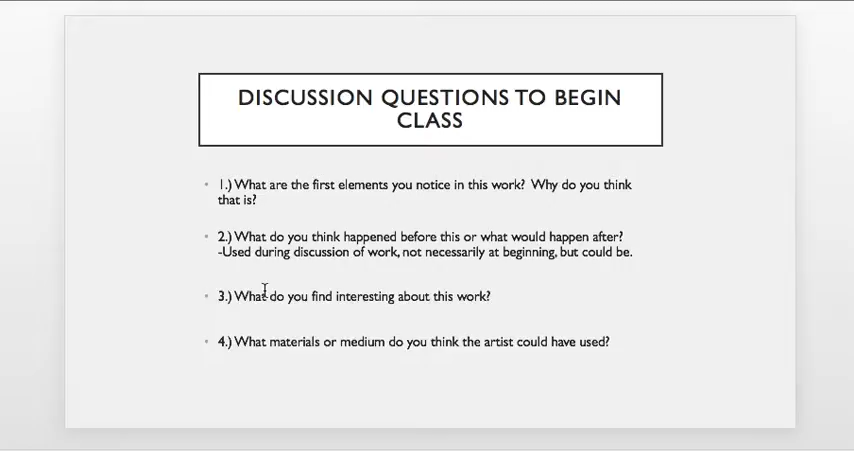 DISCUSSION QUESTIONS TO BEGIN
CLASS
• 1.) What are the first elements you notice in this work?  Why do you think
that is?
• 2.) What do you think happened before this or what would happen after?
-Used during discussion of work, not necessarily at beginning, but could be.
• 3.) What do you find interesting about this work?
• 4.) What materials or medium do you think the artist could have used?